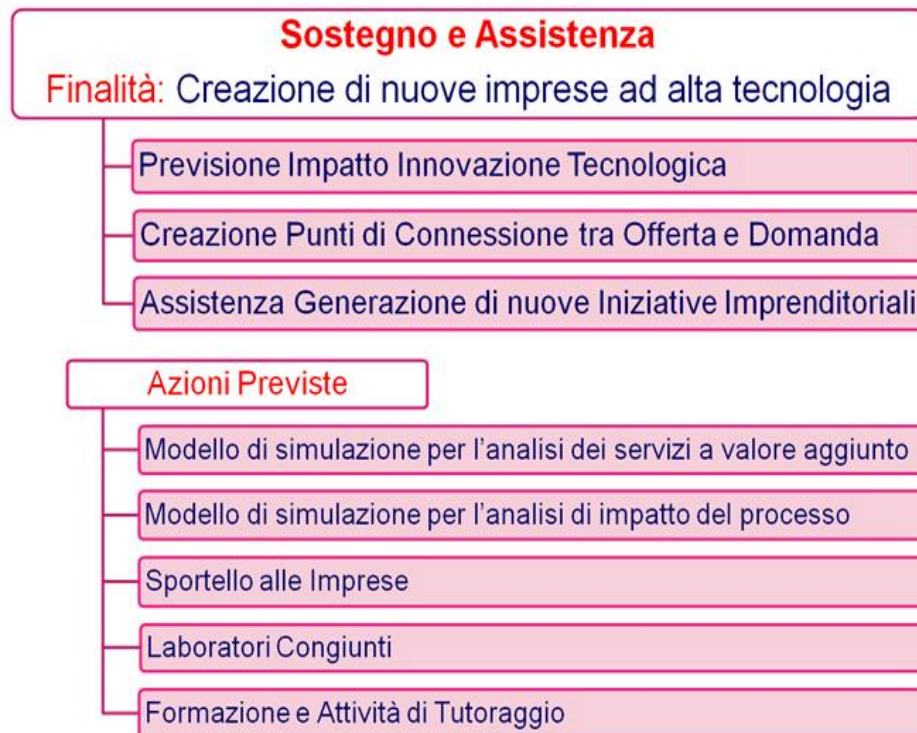 Sostegno e Assistenza
Finalità: Creazione di nuove imprese ad alta tecnologia
Previsione Impatto Innovazione Tecnologica
Creazione Punti di Connessione tra Offerta e Domanda
Assistenza Generazione di nuove Iniziative Imprenditoriali
Azioni Previste
Modello di simulazione per l'analisi dei servizi a valore aggiunto
Modello di simulazione per l'analisi di impatto del processo
Sportello alle Imprese
Laboratori Congiunti
Formazione e Attività di Tutoraggio